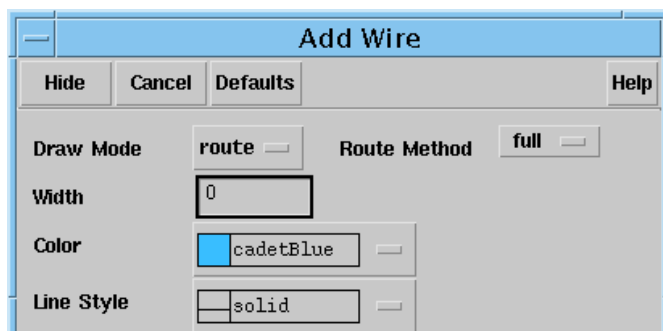 Add Wire
Hide Cancel Defaults Help
Draw Mode route Route Method full
Width 0
Color cadetBlue
Line Style solid